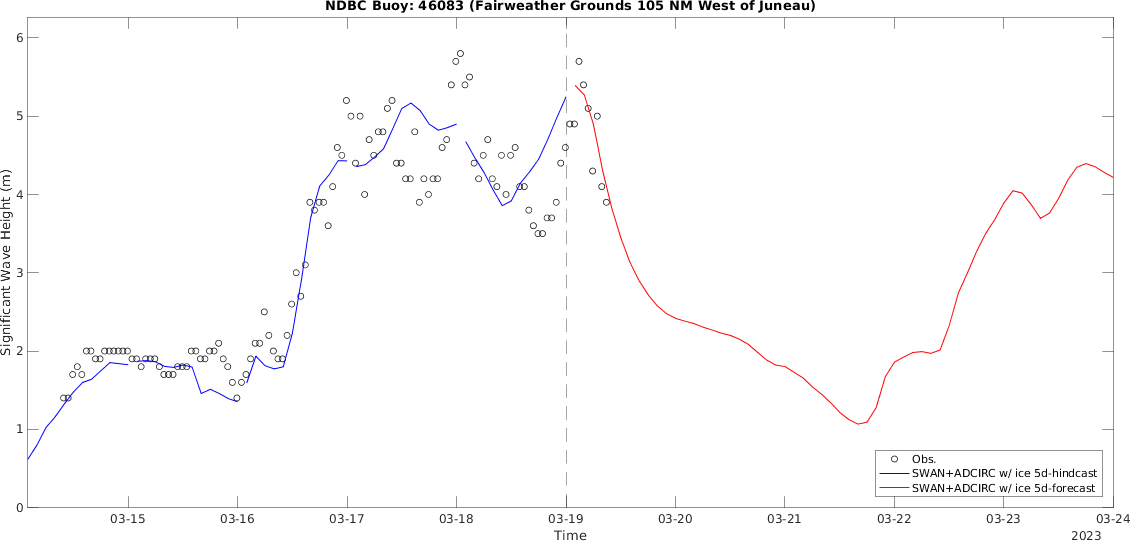 NDBC Buoy: 46083 (Fairweather Grounds 105 NM West of Juneau)
Significant Wave Height (m)
6
5
4
3
2
1
0
Obs.
SWAN+ADCIRC w/ ice 5d-hindcast
SWAN+ADCIRC w/ ice 5d-forecast
03-15 03-16 03-17 03-18 03-19 03-20 03-21 03-22 03-23 03-24
Time
2023